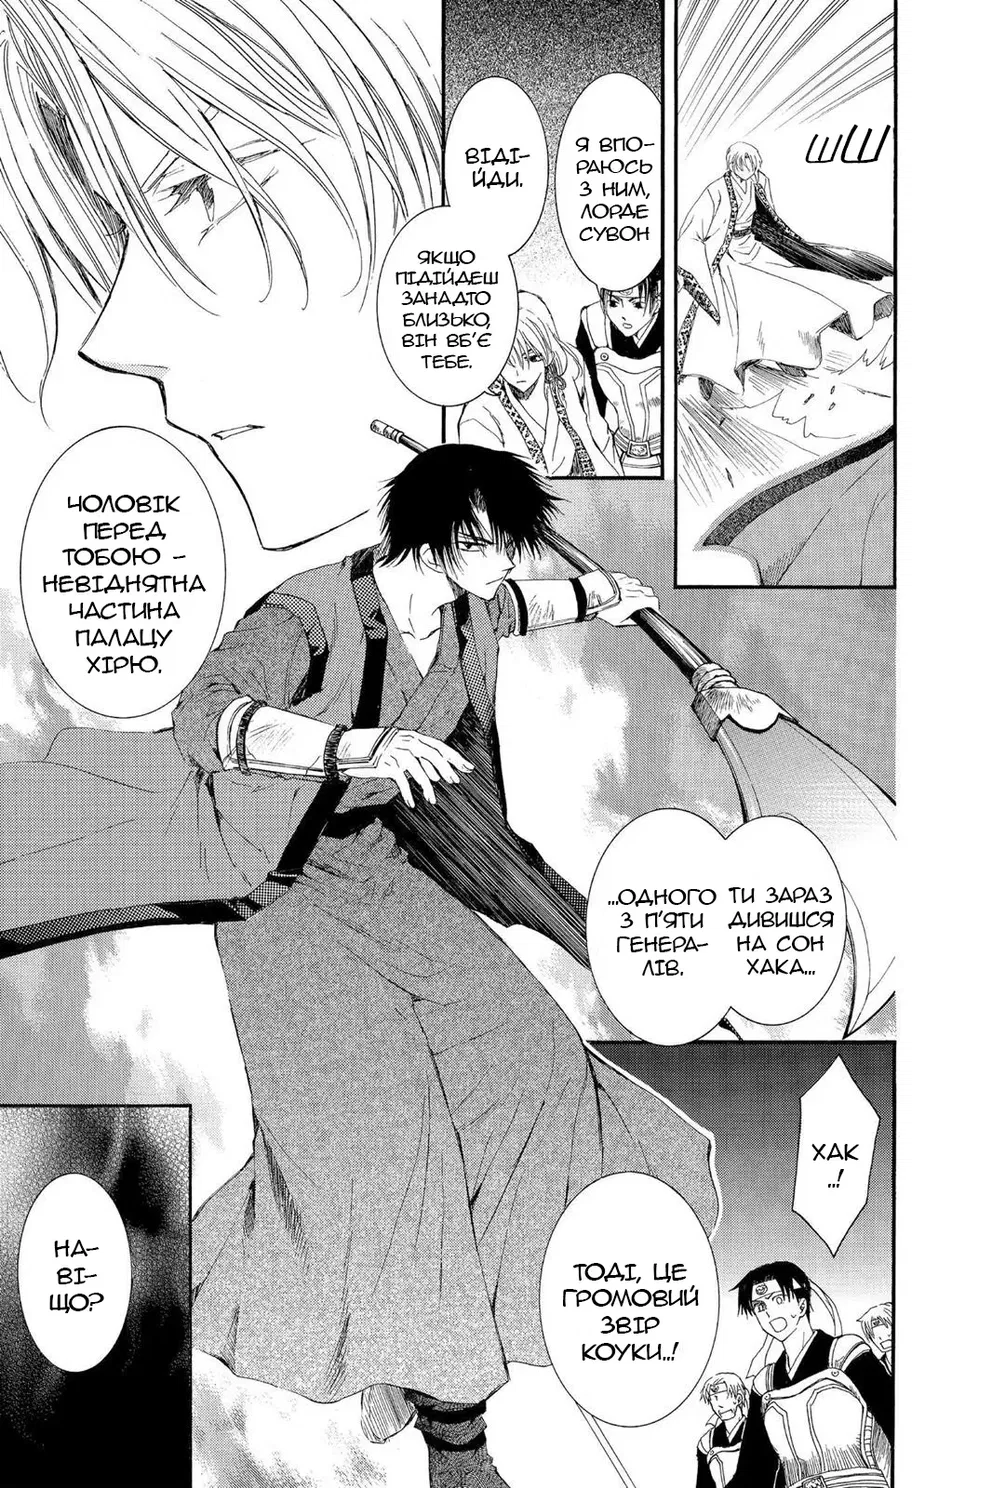 ШШ
Я ВПО-
РАЮСЬ
З НИМ,
ЛОРДЕ
СУВОН
ВІДІ-
ЙДИ.
ЯКЩО
ПІДІЙДЕШ
ЗАНАДТО
БЛИЗЬКО,
ВІН ВБ'Є
ТЕБЕ.
ЧОЛОВІК
ПЕРЕД
ТОБОЮ –
НЕВІДНЯТНА
ЧАСТИНА
ПАЛАЦУ
ХІРЮ.
ТИ ЗАРАЗ
ДИВИШСЯ
НА СОН
ХАКА...
...ОДНОГО
З П'ЯТИ
ГЕНЕРА-
ЛІВ.
ХАК
...!
ТОДІ, ЦЕ
ГРОМОВИЙ
ЗВІР
КОУКИ...!
НА-
ВІ-
ЩО?